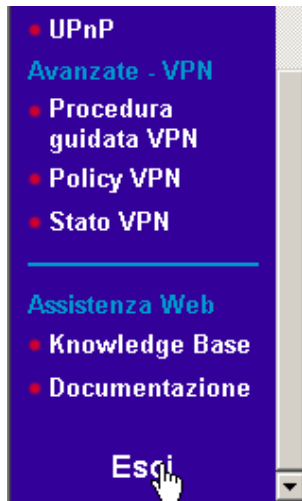 UPnP
Avanzate - VPN
Procedura
guidata VPN
Policy VPN
Stato VPN
Assistenza Web
Knowledge Base
Documentazione
Esci